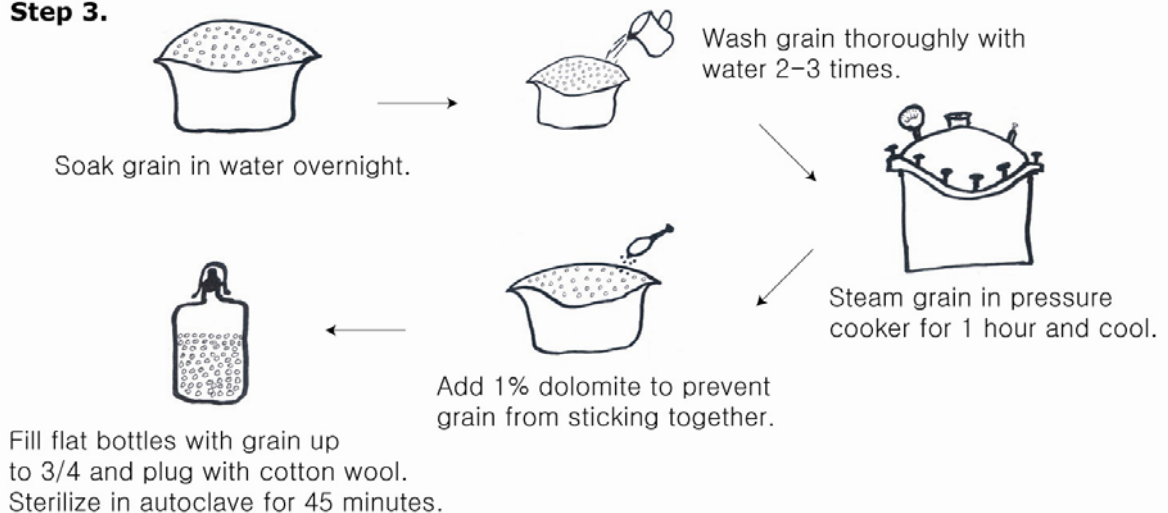 Step 3.
Soak grain in water overnight.
Wash grain thoroughly with
water 2-3 times.
Steam grain in pressure
cooker for 1 hour and cool.
Add 1% dolomite to prevent
grain from sticking together.
Fill flat bottles with grain up
to 3/4 and plug with cotton wool.
Sterilize in autoclave for 45 minutes.